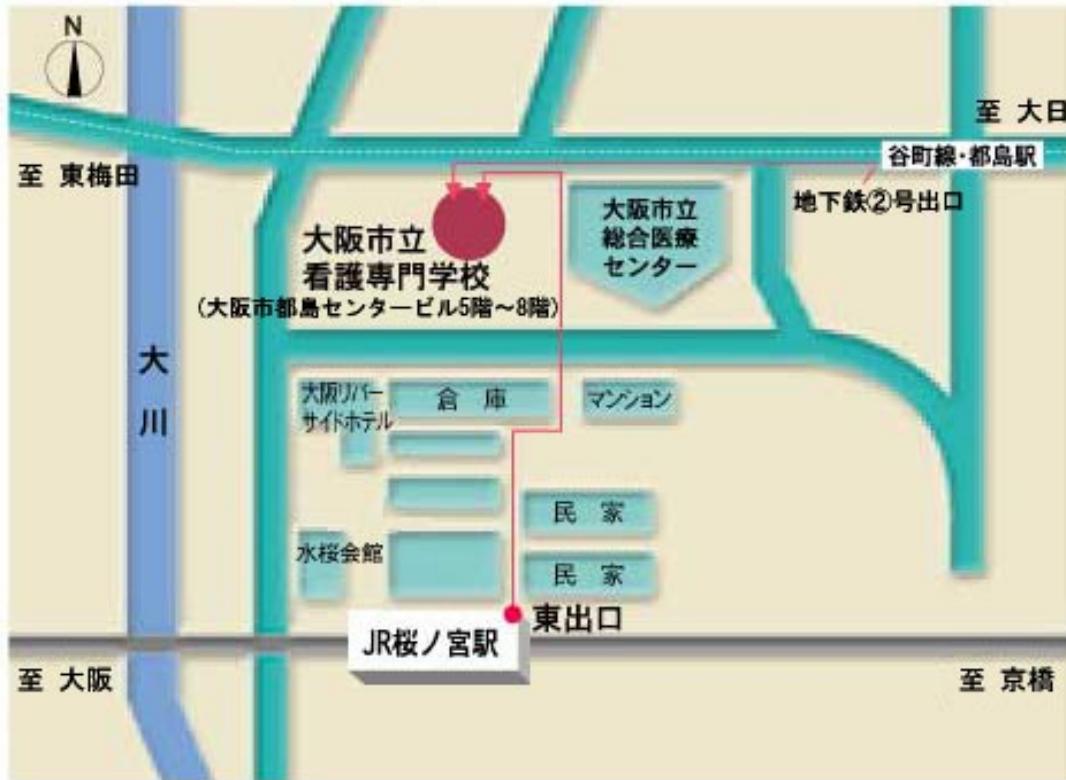 N
至 大日
谷町線・都島駅
至 東梅田
地下鉄②号出口
大阪市立
総合医療
センター
大阪市立
看護専門学校
(大阪市都島センタービル5階～8階)
大
川
大阪リバー
サイドホテル
倉 庫
マンション
民 家
水桜会館
民 家
東出口
JR桜ノ宮駅
至 大阪
至 京橋